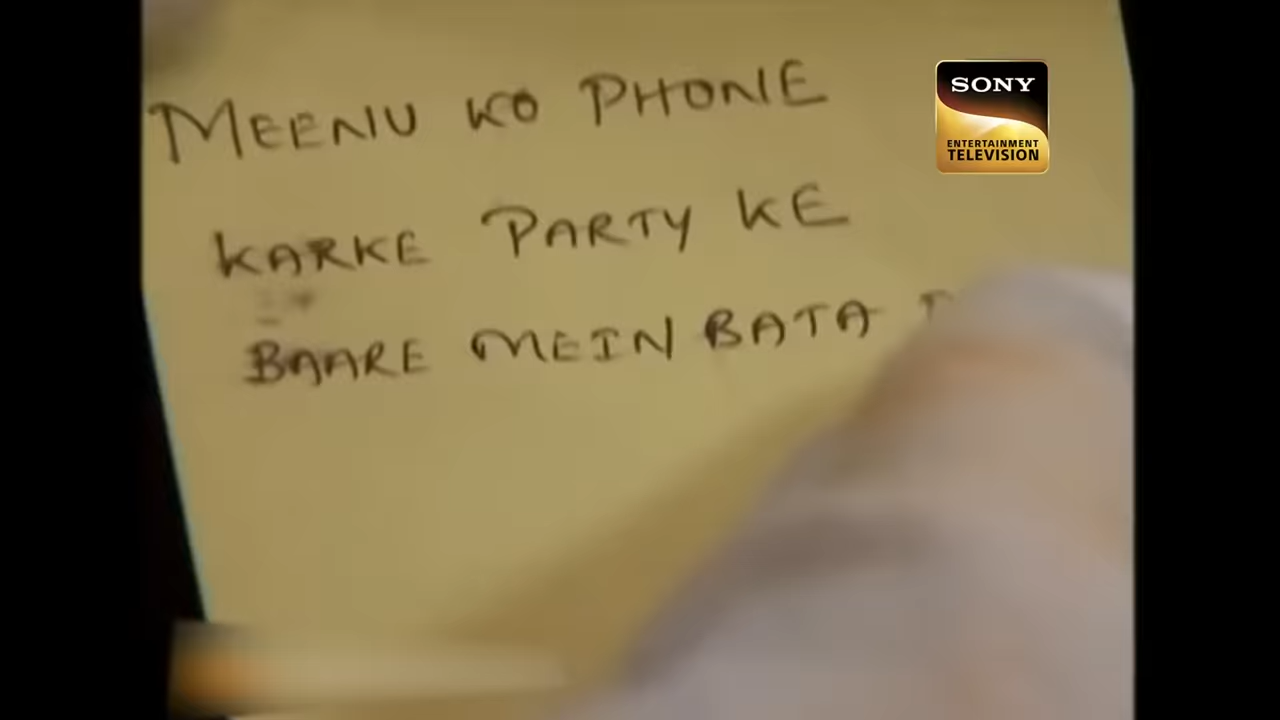 MEENU KO PHONE
KARKE PARTY KE
BAARE MEIN BATA
SONY
ENTERTAINMENT
TELEVISION